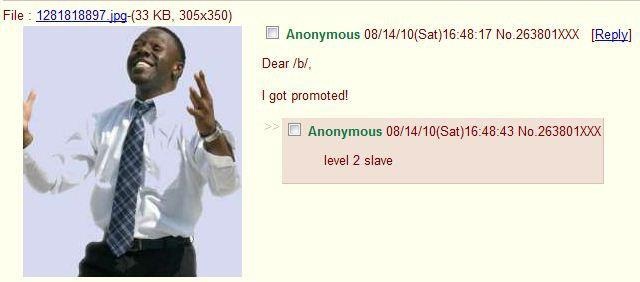 File : 1281818897.jpg-(33 KB, 305x350)
Anonymous 08/14/10(Sat)16:48:17 No.263801XXX [Reply]
Dear /b/,
I got promoted!
>> Anonymous 08/14/10(Sat)16:48:43 No.263801XXX
level 2 slave